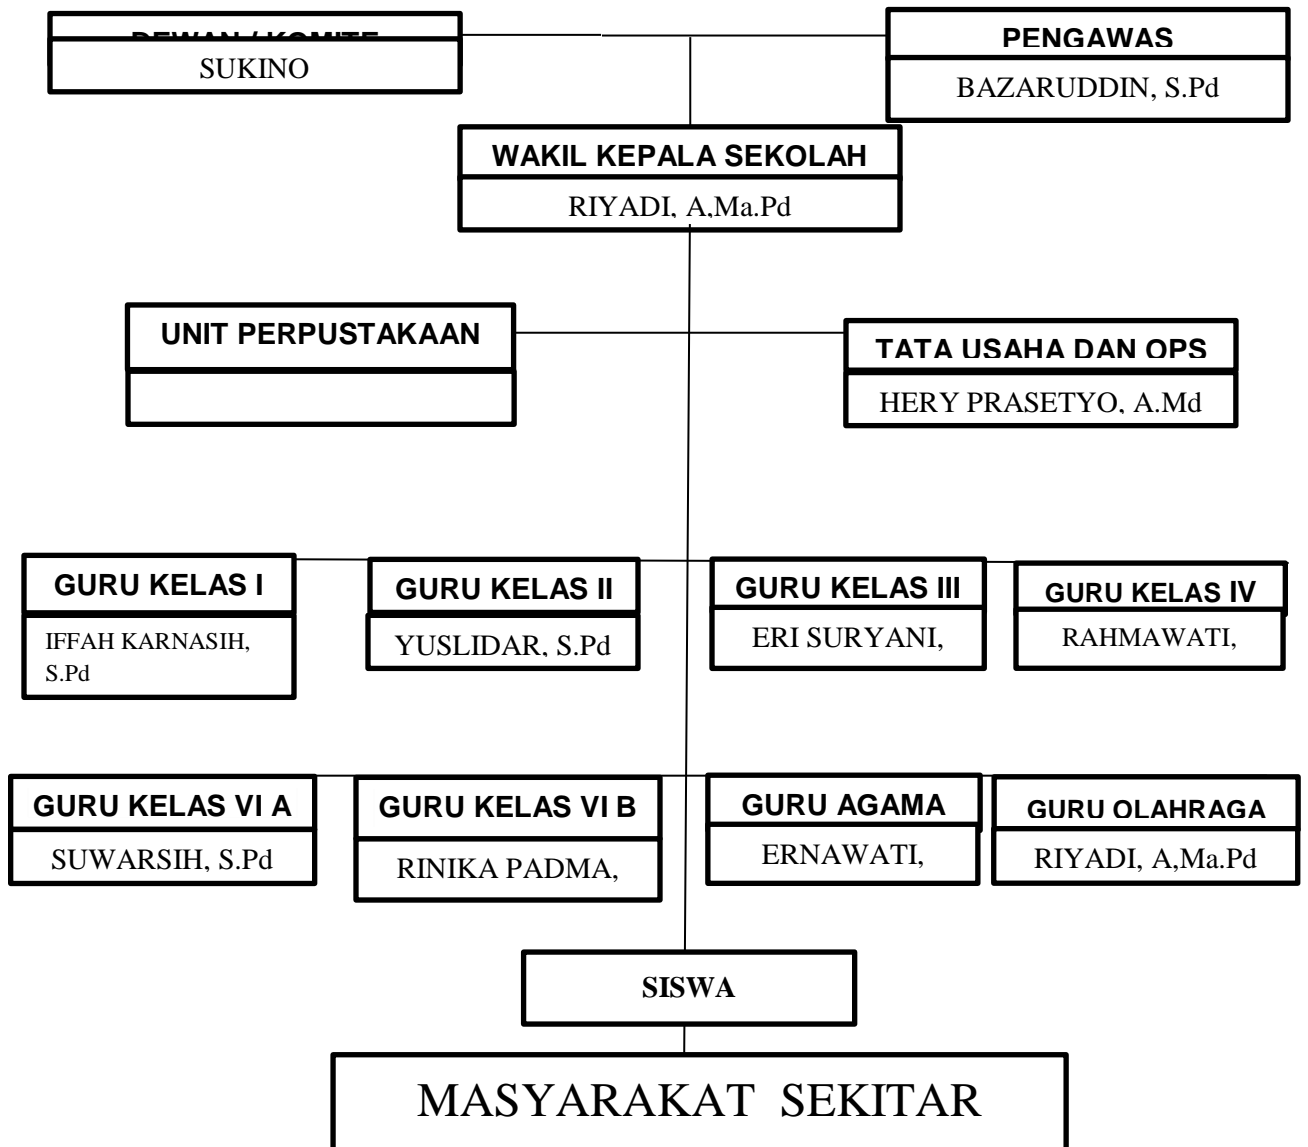 DEWAN / KOMITE
SUKINO
PENGAWAS
BAZARUDDIN, S.Pd
WAKIL KEPALA SEKOLAH
RIYADI, A,Ma.Pd
UNIT PERPUSTAKAAN
TATA USAHA DAN OPS
HERY PRASETYO, A.Md
GURU KELAS I
IFFAH KARNASIH,
S.Pd
GURU KELAS II
YUSLIDAR, S.Pd
GURU KELAS III
ERI SURYANI,
GURU KELAS IV
RAHMAWATI,
GURU KELAS VI A
SUWARSIH, S.Pd
GURU KELAS VI B
RINIKA PADMA,
GURU AGAMA
ERNAWATI,
GURU OLAHRAGA
RIYADI, A,Ma.Pd
SISWA
MASYARAKAT SEKITAR